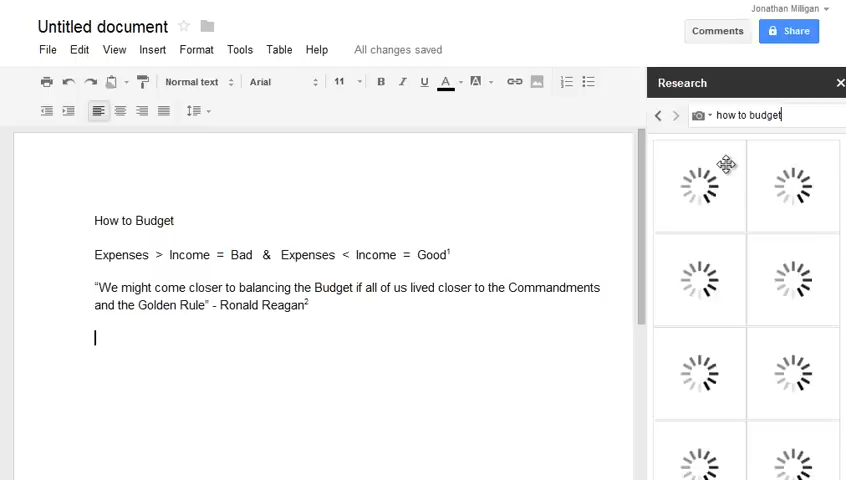 Jonathan Milligan
Untitled document
File Edit View Insert Format Tools Table Help All changes saved
Comments Share
Normal text Arial 11 B I U A A
Research
how to budget
How to Budget
Expenses > Income = Bad & Expenses < Income = Good1
“We might come closer to balancing the Budget if all of us lived closer to the Commandments
and the Golden Rule” - Ronald Reagan2